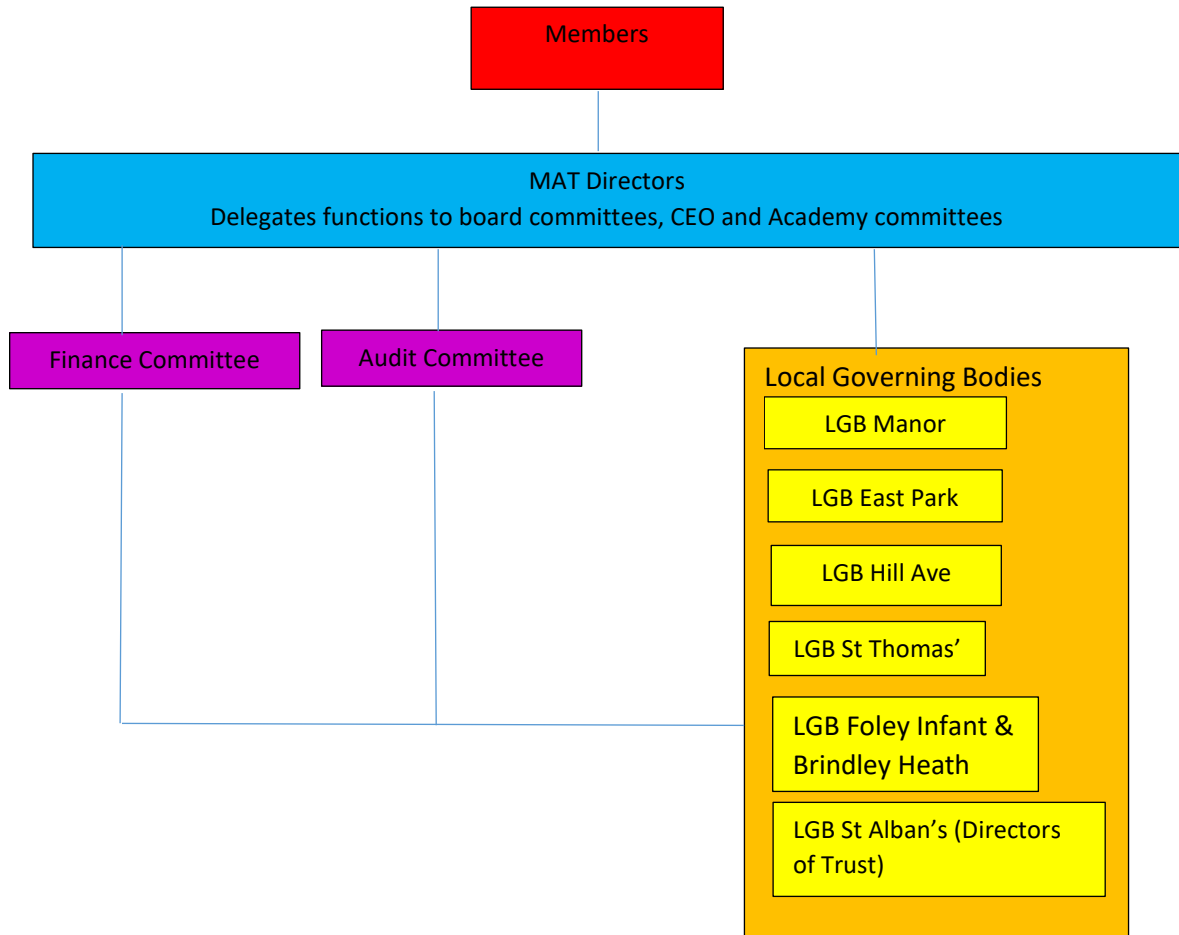 Members
MAT Directors
Delegates functions to board committees, CEO and Academy committees
Finance Committee
Audit Committee
Local Governing Bodies
LGB Manor
LGB East Park
LGB Hill Ave
LGB St Thomas’
LGB Foley Infant &
Brindley Heath
LGB St Alban’s (Directors
of Trust)